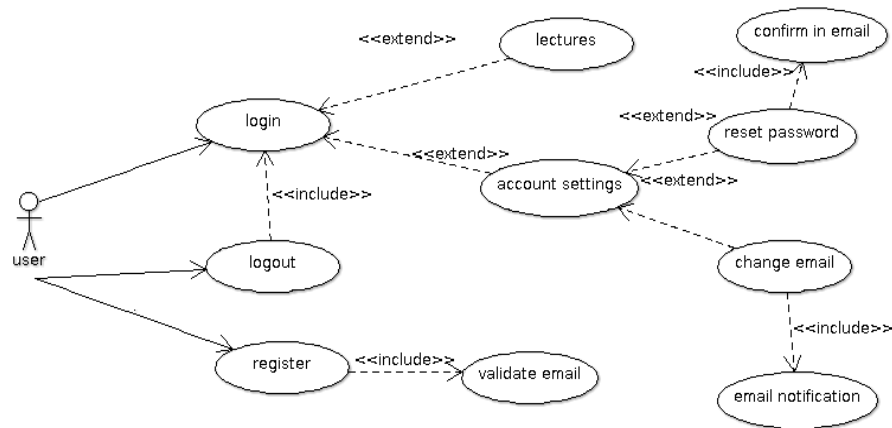 confirm in email
<<extend>>
lectures
<<include>>
login
<<extend>>
reset password
<<extend>>
account settings
<<extend>>
<<include>>
user
logout
change email
<<include>>
register
<<include>>
validate email
email notification